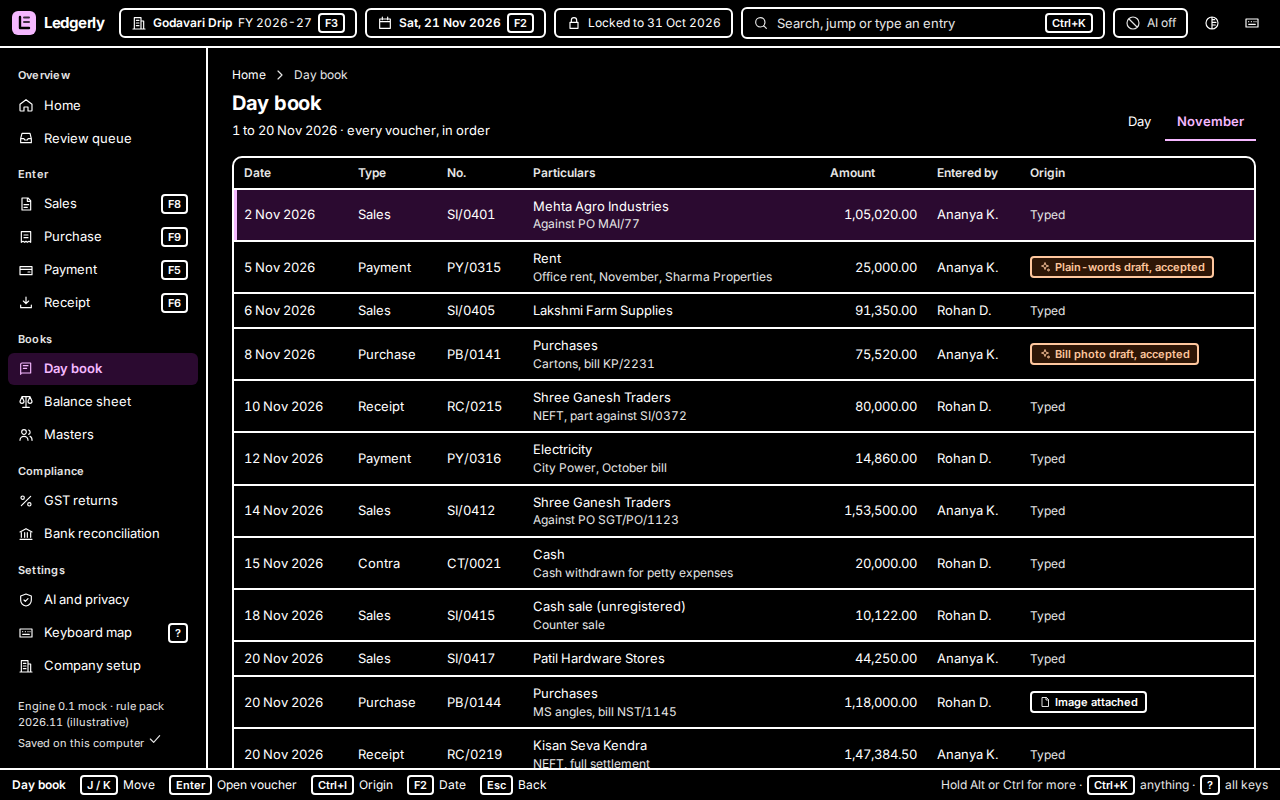 Ledgerly
Godavari Drip FY 2026-27 F3
Sat, 21 Nov 2026 F2
Locked to 31 Oct 2026
Search, jump or type an entry Ctrl+K
AI off
Overview
Home
Review queue
Enter
Sales F8
Purchase F9
Payment F5
Receipt F6
Books
Day book
Balance sheet
Masters
Compliance
GST returns
Bank reconciliation
Settings
AI and privacy
Keyboard map ?
Company setup
Engine 0.1 mock · rule pack
2026.11 (illustrative)
Saved on this computer
Home > Day book
Day book
1 to 20 Nov 2026 · every voucher, in order
Day November
Date Type No. Particulars Amount Entered by Origin
2 Nov 2026 Sales SI/0401 Mehta Agro Industries 1,05,020.00 Ananya K. Typed
Against PO MAI/77
5 Nov 2026 Payment PY/0315 Rent 25,000.00 Ananya K. Plain-words draft, accepted
Office rent, November, Sharma Properties
6 Nov 2026 Sales SI/0405 Lakshmi Farm Supplies 91,350.00 Rohan D. Typed
8 Nov 2026 Purchase PB/0141 Purchases 75,520.00 Ananya K. Bill photo draft, accepted
Cartons, bill KP/2231
10 Nov 2026 Receipt RC/0215 Shree Ganesh Traders 80,000.00 Rohan D. Typed
NEFT, part against SI/0372
12 Nov 2026 Payment PY/0316 Electricity 14,860.00 Rohan D. Typed
City Power, October bill
14 Nov 2026 Sales SI/0412 Shree Ganesh Traders 1,53,500.00 Ananya K. Typed
Against PO SGT/PO/1123
15 Nov 2026 Contra CT/0021 Cash 20,000.00 Rohan D. Typed
Cash withdrawn for petty expenses
18 Nov 2026 Sales SI/0415 Cash sale (unregistered) 10,122.00 Rohan D. Typed
Counter sale
20 Nov 2026 Sales SI/0417 Patil Hardware Stores 44,250.00 Ananya K. Typed
20 Nov 2026 Purchase PB/0144 Purchases 1,18,000.00 Rohan D. Image attached
MS angles, bill NST/1145
20 Nov 2026 Receipt RC/0219 Kisan Seva Kendra 1,47,384.50 Rohan D. Typed
NEFT, full settlement
Day book J / K Move Enter Open voucher Ctrl+I Origin F2 Date Esc Back
Hold Alt or Ctrl for more · Ctrl+K anything · ? all keys